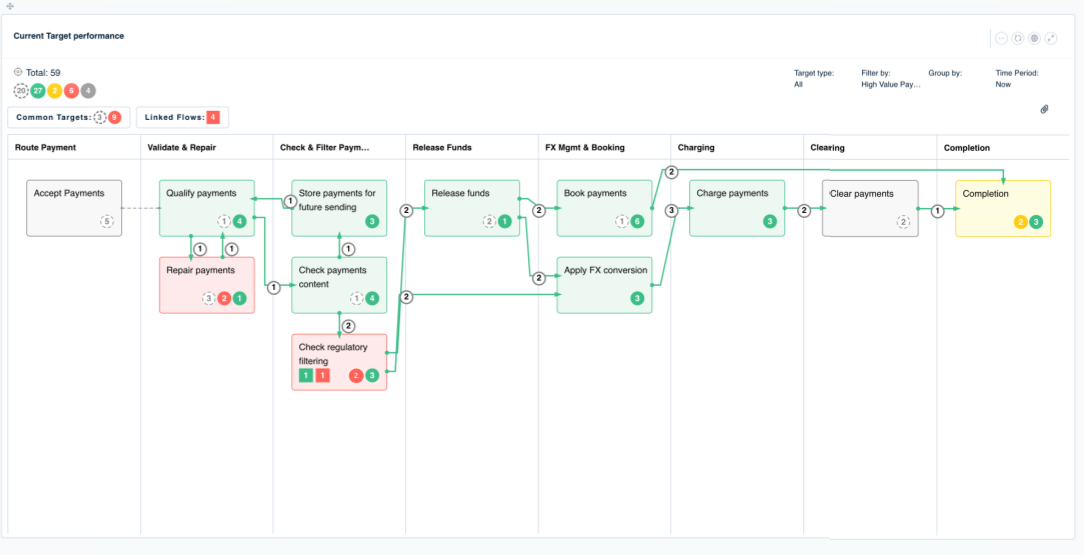 Current Target performance
Total: 59
20 27 2 6 4
Target type: Filter by: Group by: Time Period:
All High Value Pay... Now
Common Targets: 3 9 Linked Flows: 4
Route Payment Validate & Repair Check & Filter Paym... Release Funds FX Mgmt & Booking Charging Clearing Completion
Accept Payments
5
Qualify payments
1 4
1 1
Repair payments
3 2 1
1
Store payments for
future sending
3
1
1
Check payments
content
1 4
2
Check regulatory
filtering
1 1 2 3
2
2
Release funds
2 1
2
2
Book payments
1 6
Apply FX conversion
3
2
3
Charge payments
3
2
Clear payments
2
1
Completion
2 3